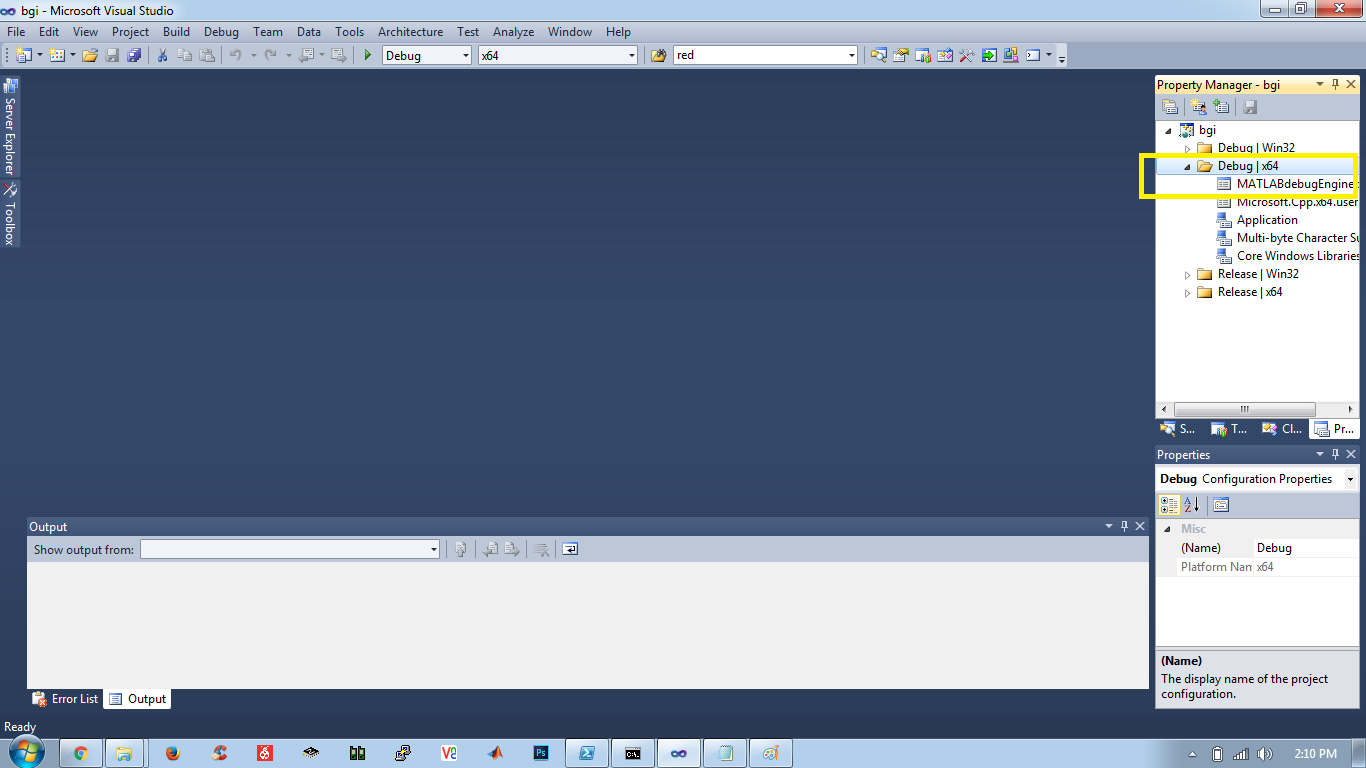 bgi - Microsoft Visual Studio
File Edit View Project Build Debug Team Data Tools Architecture Test Analyze Window Help
Debug x64 red
Server Explorer
Toolbox
Property Manager - bgi
bgi
Debug | Win32
Debug | x64
MATLABdebugEngine
Microsoft.Cpp.x64.user
Application
Multi-byte Character Su
Core Windows Libraries
Release | Win32
Release | x64
S... T... Cl... Pr...
Properties
Debug Configuration Properties
Misc
(Name) Debug
Platform Nam x64
(Name)
The display name of the project
configuration.
Output
Show output from:
Error List Output
Ready
2:10 PM